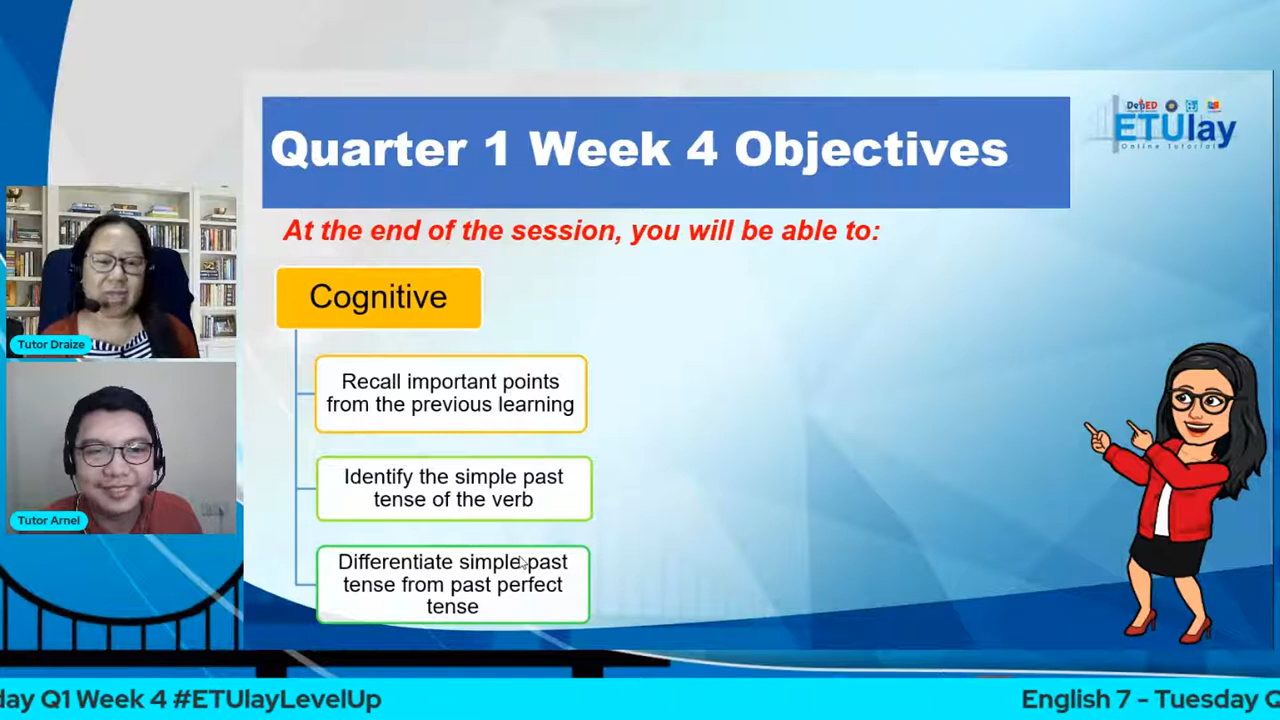 Quarter 1 Week 4 Objectives
DepED
ETUlay
Online Tutorial
At the end of the session, you will be able to:
Cognitive
Recall important points
from the previous learning
Identify the simple past
tense of the verb
Differentiate simple past
tense from past perfect
tense
Tutor Draize
Tutor Arnel
day Q1 Week 4 #ETUlayLevelUp
English 7 - Tuesday Q